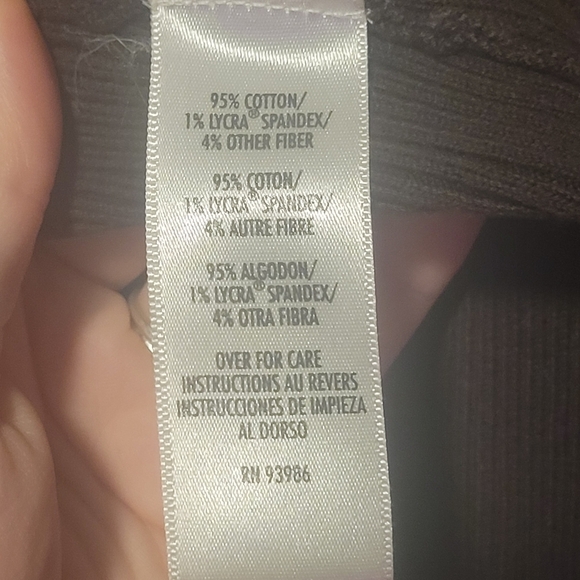 95% COTTON/
1% LYCRA® SPANDEX/
4% OTHER FIBER
95% COTON/
1% LYCRA® SPANDEX/
4% AUTRE FIBRE
95% ALGODON/
1% LYCRA® SPANDEX/
4% OTRA FIBRA
OVER FOR CARE
INSTRUCTIONS AU REVERS
INSTRUCCIONES DE IMPIEZA
AL DORSO
RN 93986